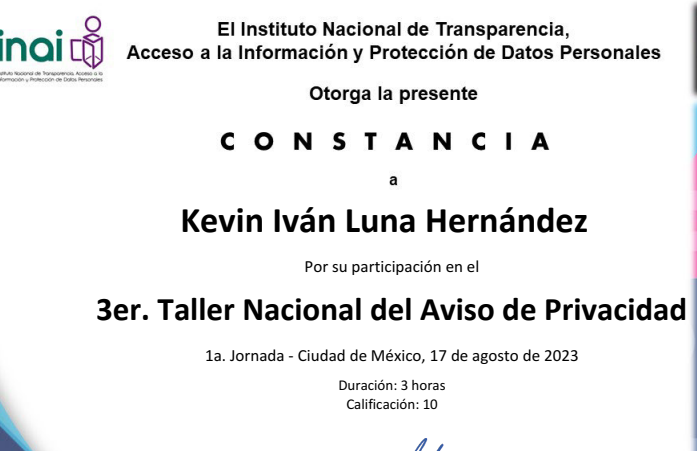 inai
Instituto Nacional de Transparencia, Acceso a la
Información y Protección de Datos Personales
El Instituto Nacional de Transparencia,
Acceso a la Información y Protección de Datos Personales
Otorga la presente
CONSTANCIA
a
Kevin Iván Luna Hernández
Por su participación en el
3er. Taller Nacional del Aviso de Privacidad
1a. Jornada - Ciudad de México, 17 de agosto de 2023
Duración: 3 horas
Calificación: 10